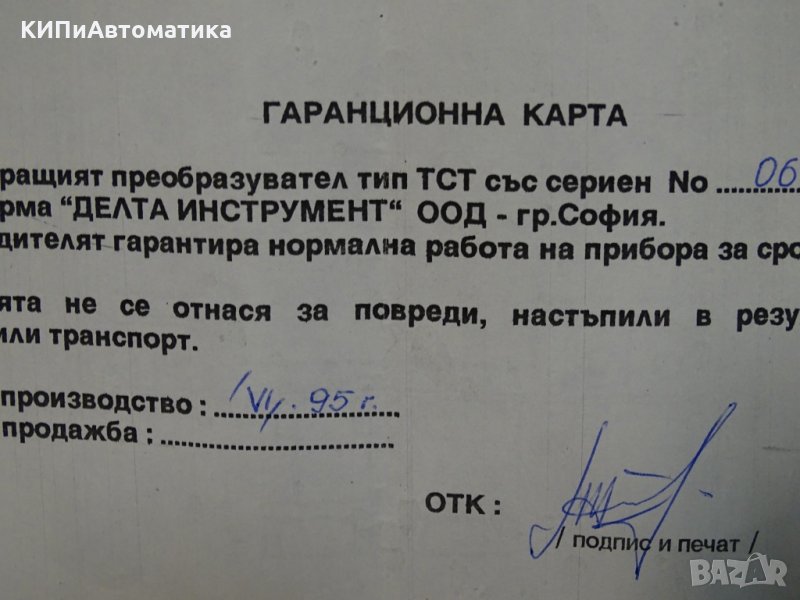 КИПиАвтоматика
ГАРАНЦИОННА КАРТА
ращият преобразувател тип ТСТ със сериен No ........ 06
рма “ДЕЛТА ИНСТРУМЕНТ“ ООД - гр.София.
дителят гарантира нормална работа на прибора за сро
ята не се отнася за повреди, настъпили в резу
или транспорт.
производство : VI. 95 г.
продажба :
ОТК :
/ подпис и печат /
BAZAR